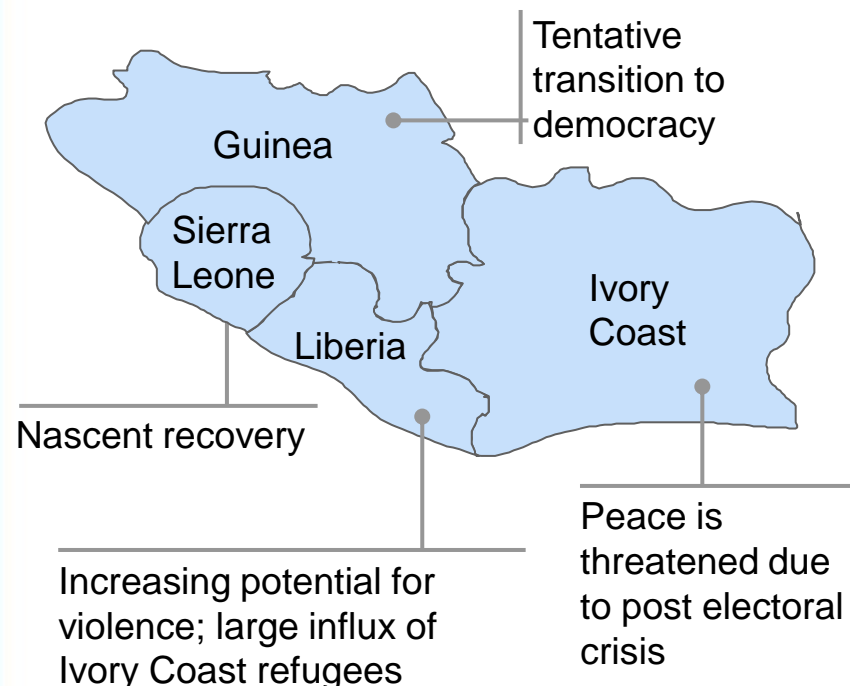 Tentative
transition to
democracy
Guinea
Sierra
Leone
Ivory
Coast
Liberia
Nascent recovery
Peace is
threatened due
to post electoral
crisis
Increasing potential for
violence; large influx of
Ivory Coast refugees